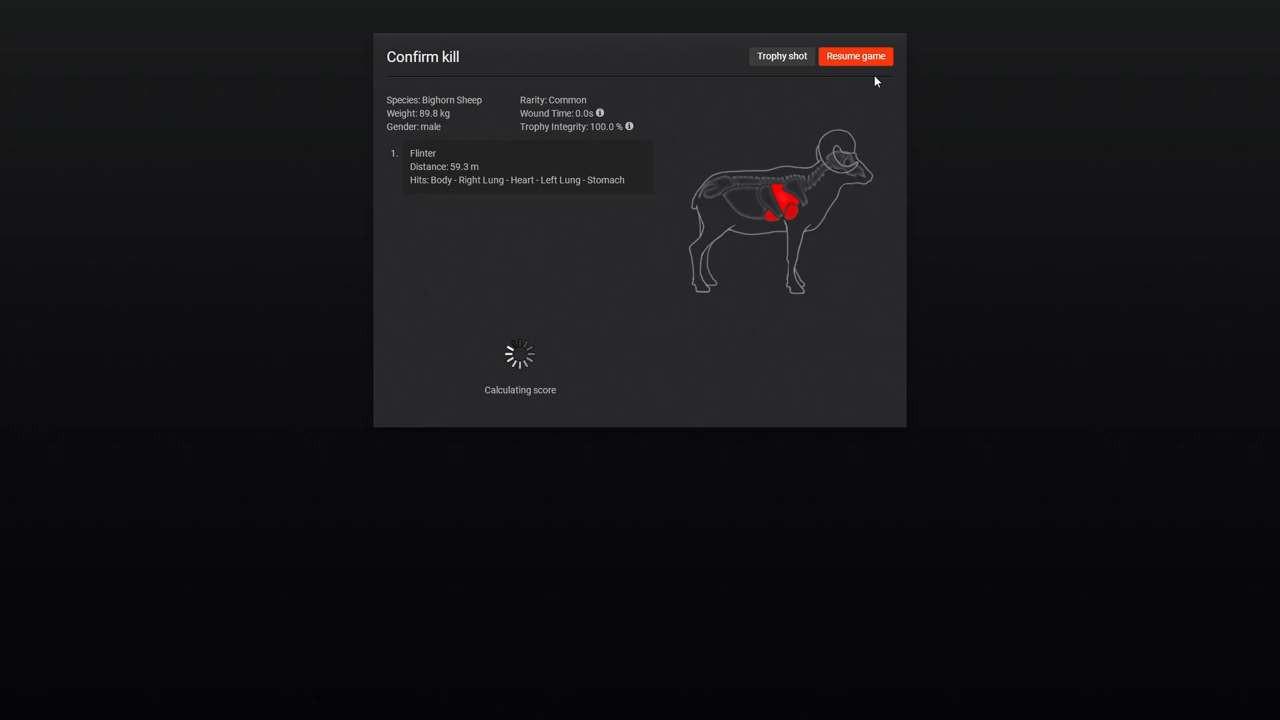 Confirm kill
Trophy shot
Resume game
Species: Bighorn Sheep
Weight: 89.8 kg
Gender: male
Rarity: Common
Wound Time: 0.0s
Trophy Integrity: 100.0 %
1.
Flinter
Distance: 59.3 m
Hits: Body - Right Lung - Heart - Left Lung - Stomach
Calculating score